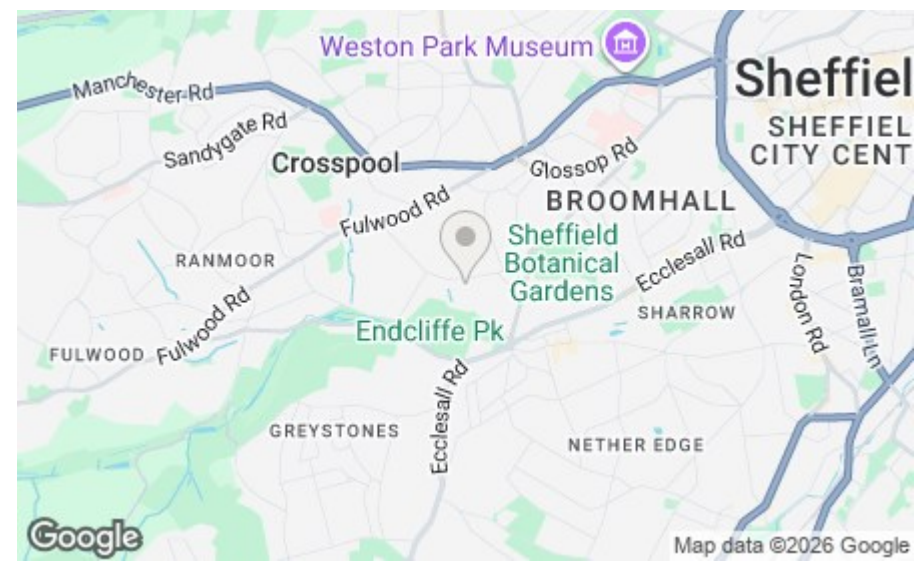 Weston Park Museum
Sheffiel
Manchester Rd
SHEFFIEL
CITY CENT
Sandygate Rd
Crosspool
Glossop Rd
BROOMHALL
Fulwood Rd
Sheffield
Botanical
Gardens
Ecclesall Rd
RANMOOR
London Rd
Bramall Ln
SHARROW
Fulwood Rd
Endcliffe Pk
FULWOOD
Ecclesall Rd
GREYSTONES
NETHER EDGE
Google
Map data ©2026 Google